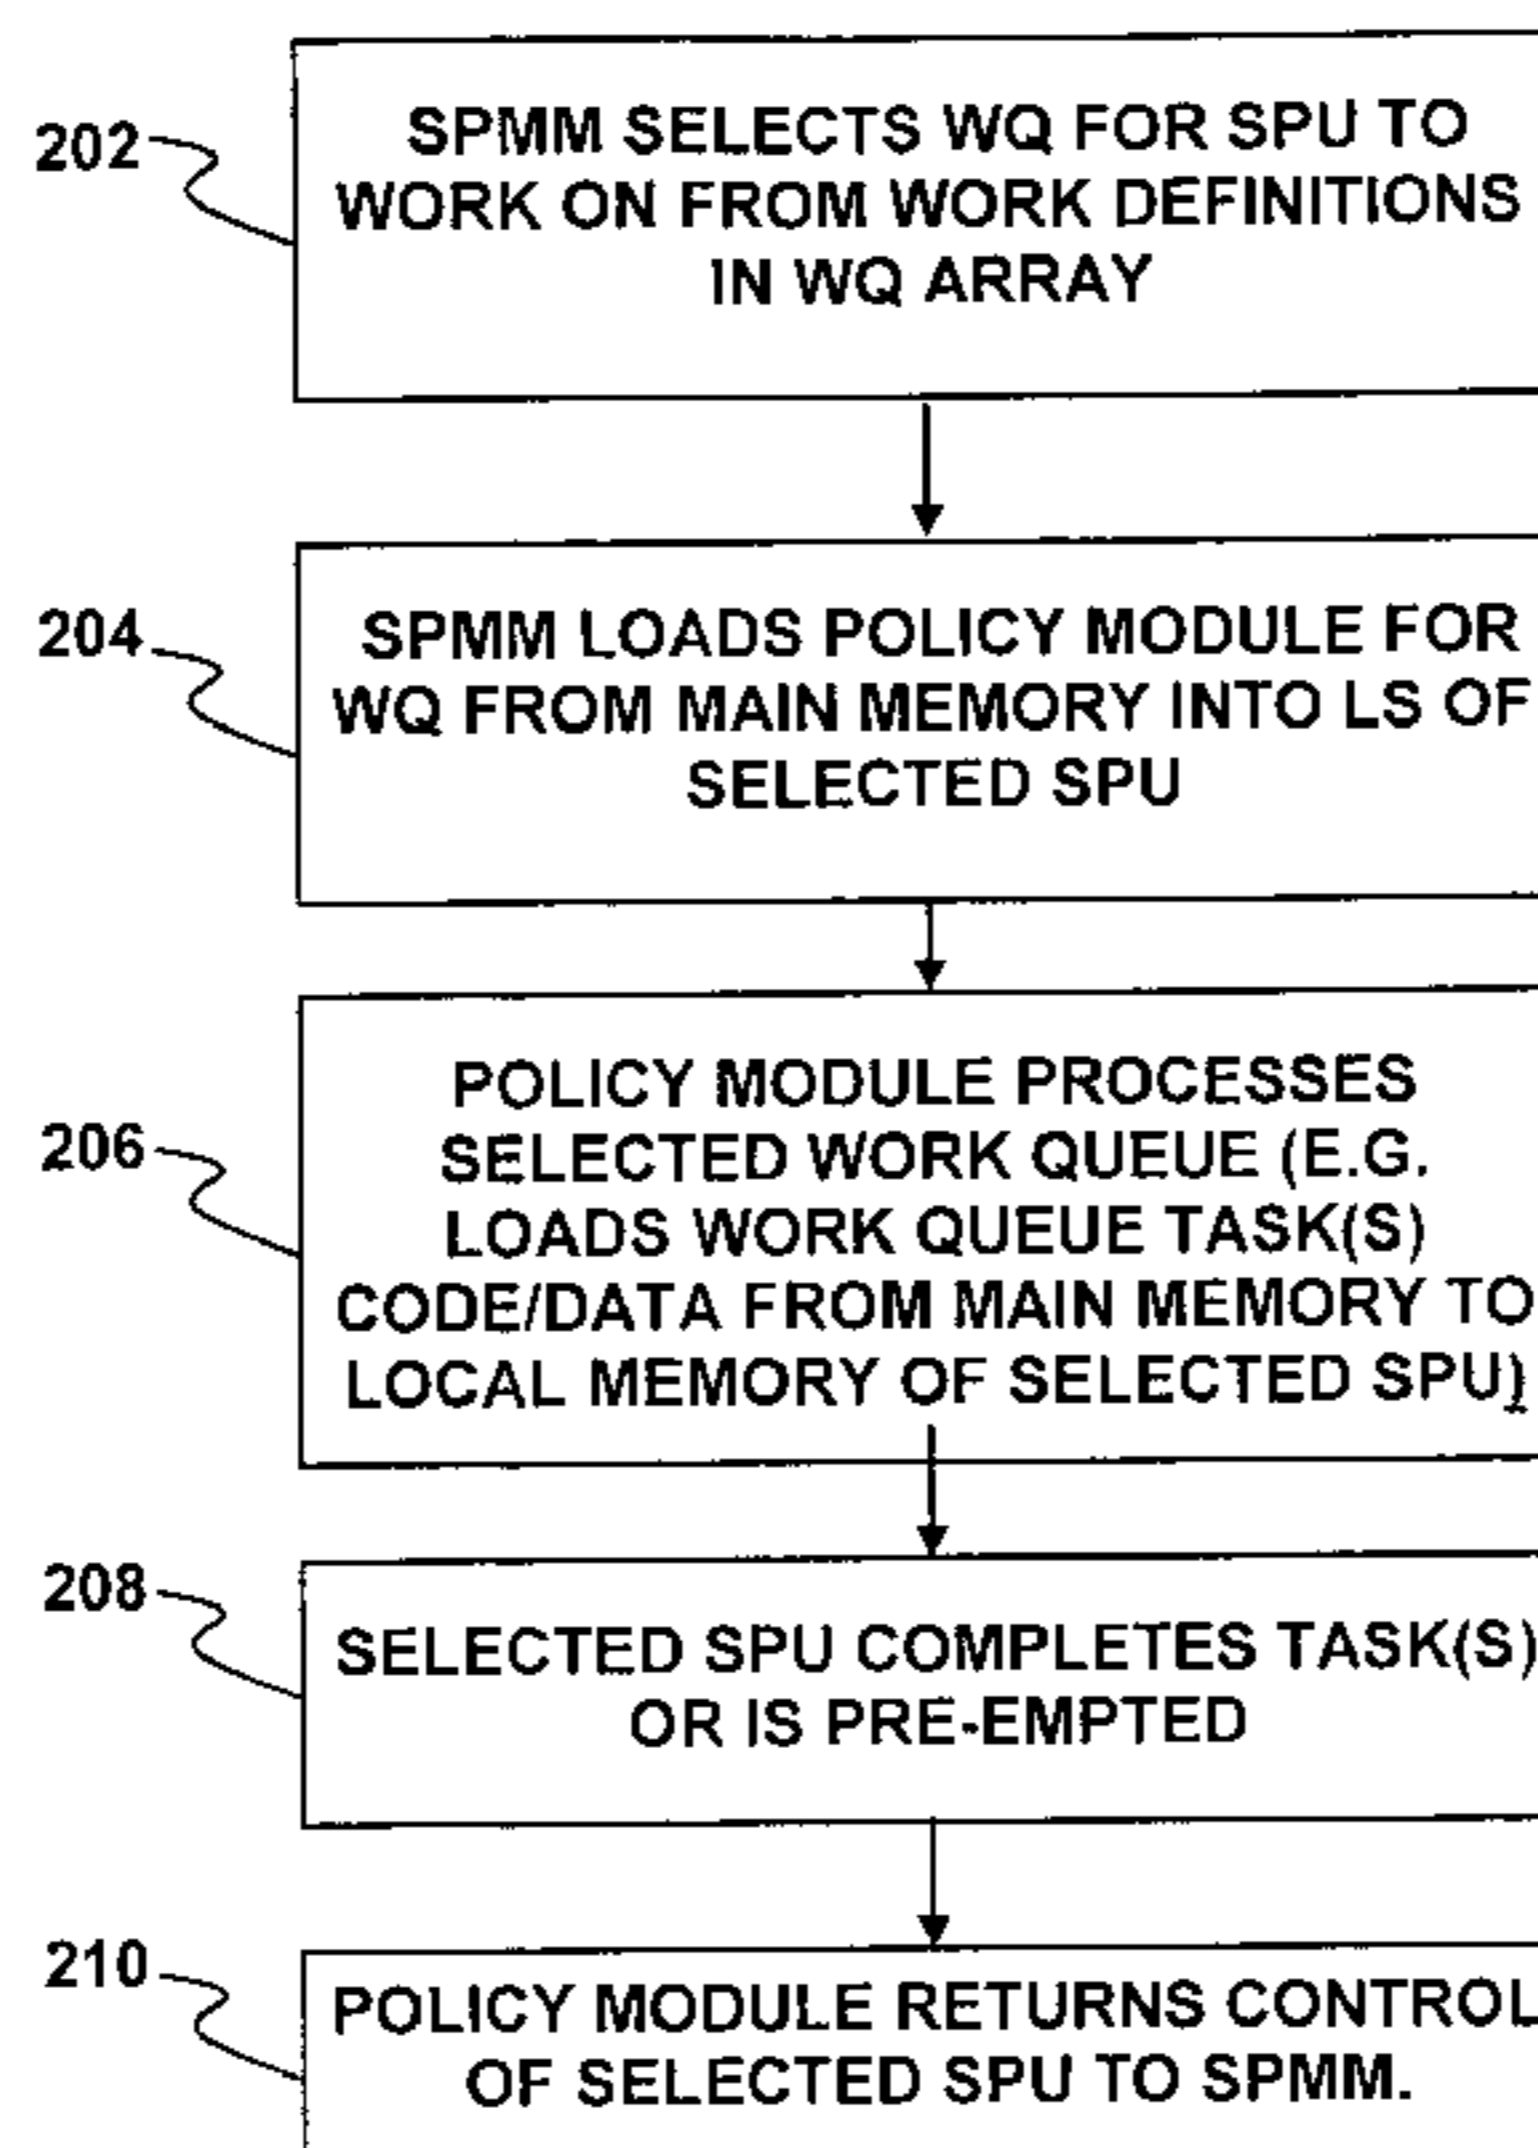 202
SPMM SELECTS WQ FOR SPU TO
WORK ON FROM WORK DEFINITIONS
IN WQ ARRAY
204
SPMM LOADS POLICY MODULE FOR
WQ FROM MAIN MEMORY INTO LS OF
SELECTED SPU
206
POLICY MODULE PROCESSES
SELECTED WORK QUEUE (E.G.
LOADS WORK QUEUE TASK(S)
CODE/DATA FROM MAIN MEMORY TO
LOCAL MEMORY OF SELECTED SPU)
208
SELECTED SPU COMPLETES TASK(S)
OR IS PRE-EMPTED
210
POLICY MODULE RETURNS CONTROL
OF SELECTED SPU TO SPMM.